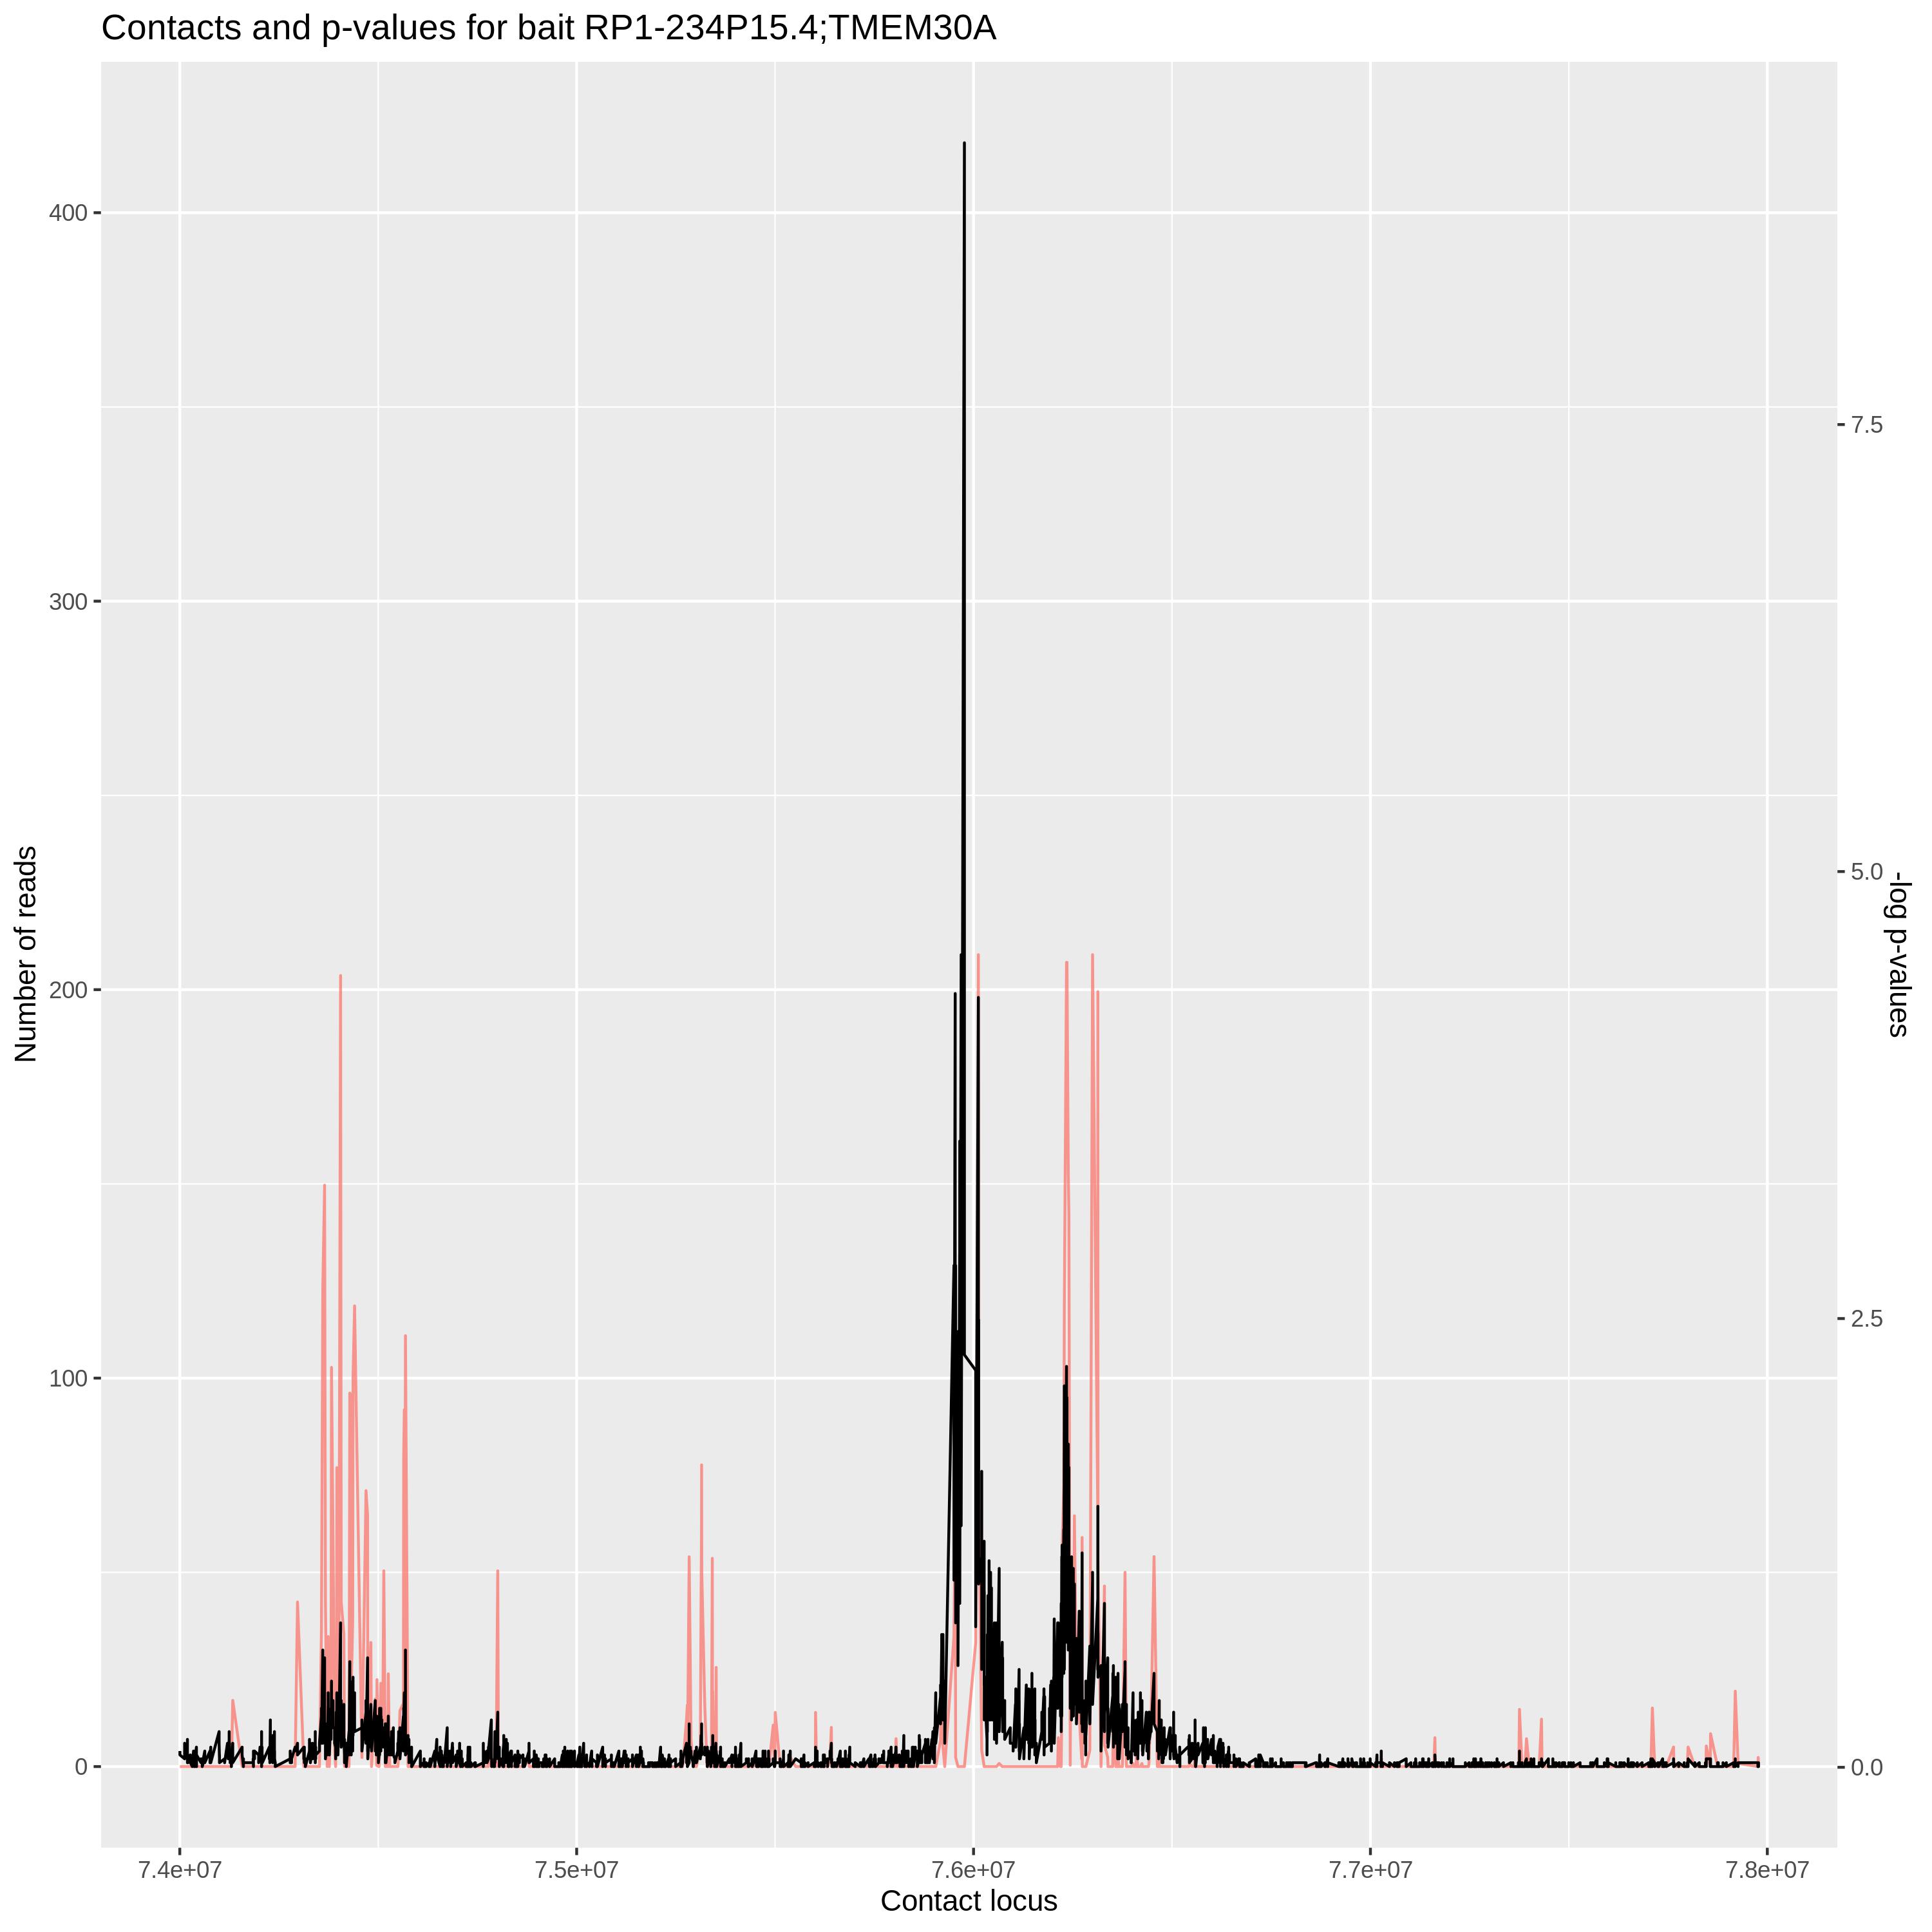 Contacts and p-values for bait RP1-234P15.4;TMEM30A
400
300
200
100
0
Number of reads
7.5
5.0
2.5
0.0
-log p-values
7.4e+07
7.5e+07
7.6e+07
7.7e+07
7.8e+07
Contact locus